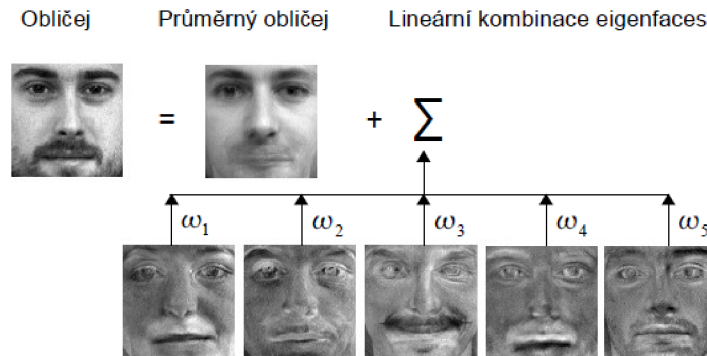 Obličej Průměrný obličej Lineární kombinace eigenfaces
= + ∑
ω₁ ω₂ ω₃ ω₄ ω₅